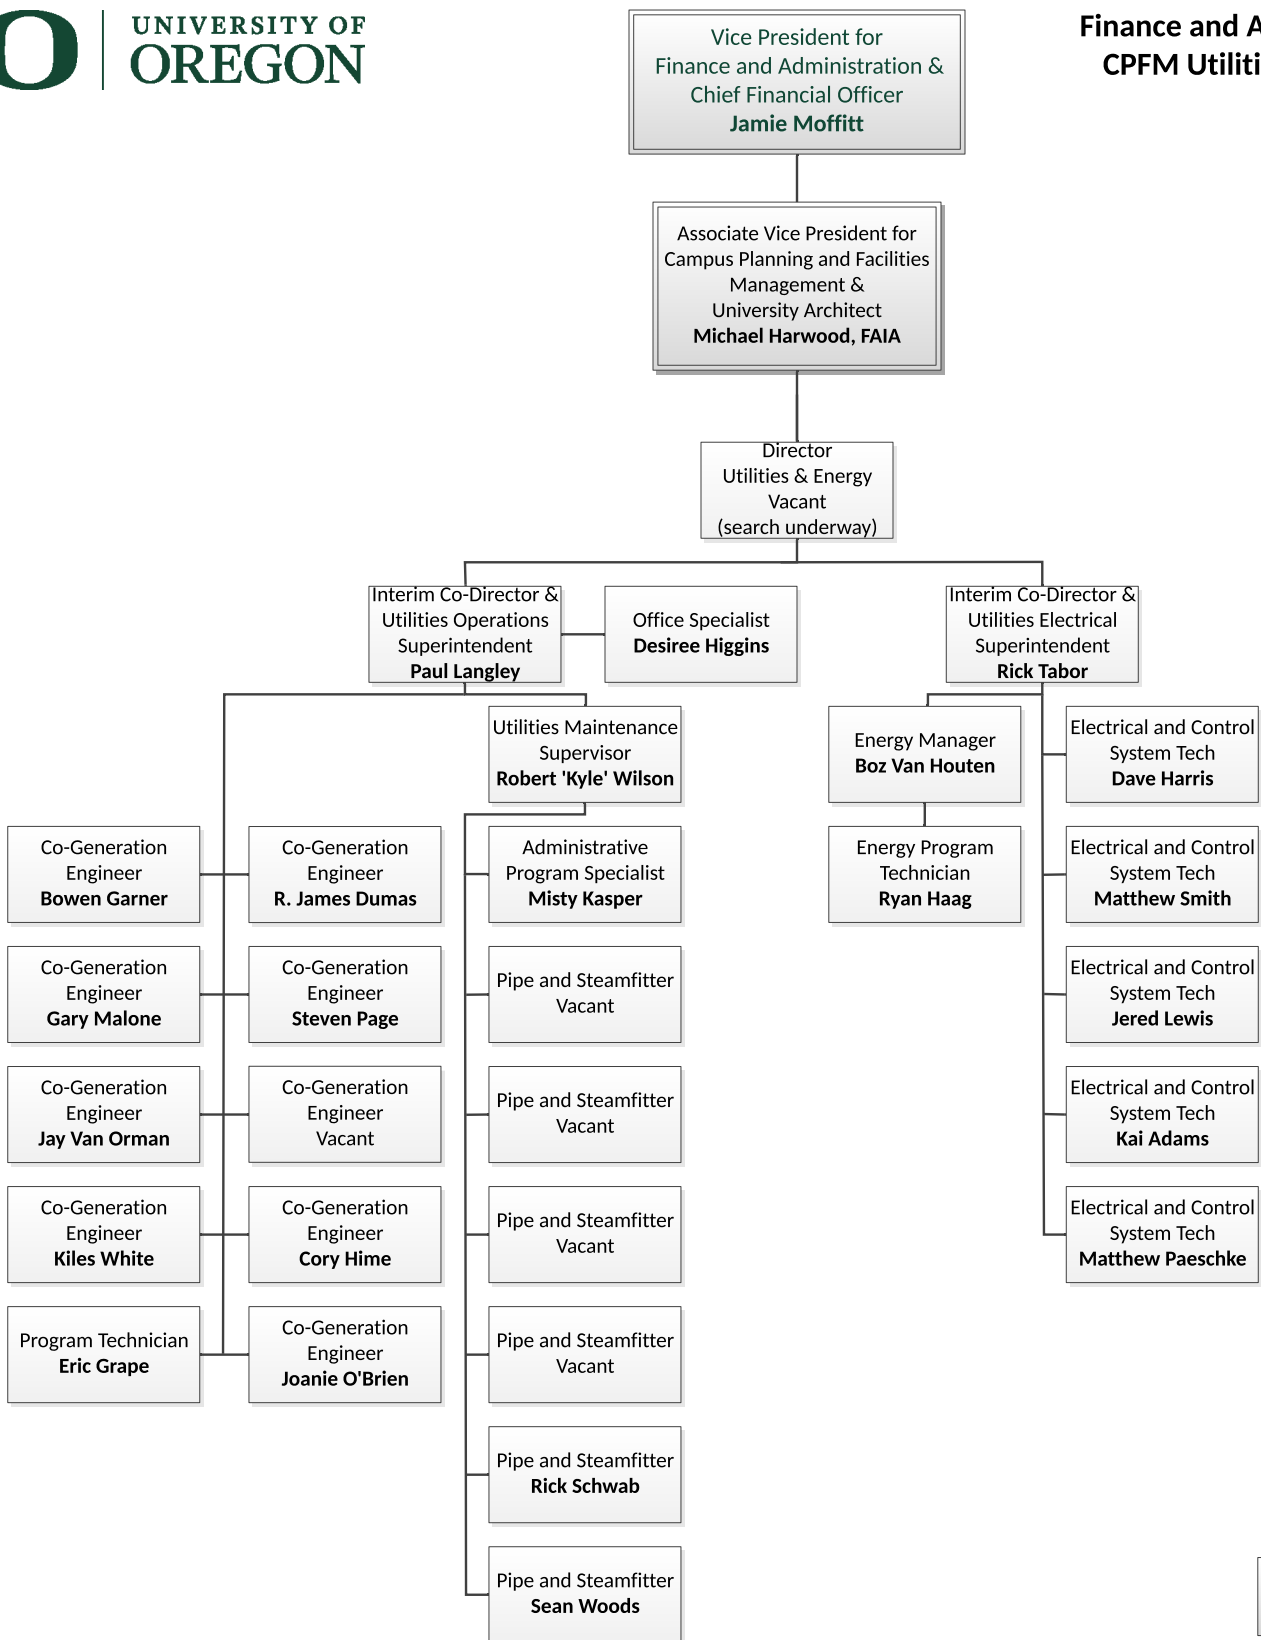 UNIVERSITY OF
OREGON
Vice President for
Finance and Administration &
Chief Financial Officer
Jamie Moffitt
Finance and A
CPFM Utiliti
Associate Vice President for
Campus Planning and Facilities
Management &
University Architect
Michael Harwood, FAIA
Director
Utilities & Energy
Vacant
(search underway)
Interim Co-Director &
Utilities Operations
Superintendent
Paul Langley
Office Specialist
Desiree Higgins
Interim Co-Director &
Utilities Electrical
Superintendent
Rick Tabor
Utilities Maintenance
Supervisor
Robert 'Kyle' Wilson
Energy Manager
Boz Van Houten
Electrical and Control
System Tech
Dave Harris
Co-Generation
Engineer
Bowen Garner
Co-Generation
Engineer
R. James Dumas
Administrative
Program Specialist
Misty Kasper
Energy Program
Technician
Ryan Haag
Electrical and Control
System Tech
Matthew Smith
Co-Generation
Engineer
Gary Malone
Co-Generation
Engineer
Steven Page
Pipe and Steamfitter
Vacant
Electrical and Control
System Tech
Jered Lewis
Co-Generation
Engineer
Jay Van Orman
Co-Generation
Engineer
Vacant
Pipe and Steamfitter
Vacant
Electrical and Control
System Tech
Kai Adams
Co-Generation
Engineer
Kiles White
Co-Generation
Engineer
Cory Hime
Pipe and Steamfitter
Vacant
Electrical and Control
System Tech
Matthew Paeschke
Program Technician
Eric Grape
Co-Generation
Engineer
Joanie O'Brien
Pipe and Steamfitter
Vacant
Pipe and Steamfitter
Rick Schwab
Pipe and Steamfitter
Sean Woods